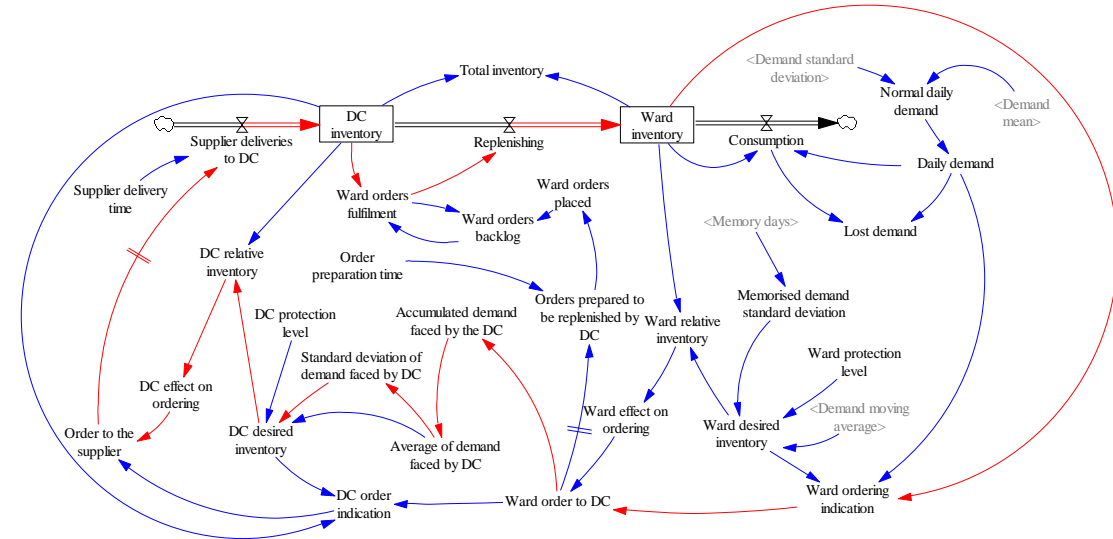 Total inventory
<Demand standard
deviation>
Normal daily
demand
<Demand
mean>
DC
inventory
Ward
inventory
Supplier deliveries
to DC
Replenishing
Consumption
Daily demand
Supplier delivery
time
Ward orders
fulfilment
Ward orders
placed
Ward orders
backlog
<Memory days>
Lost demand
DC relative
inventory
Order
preparation time
Orders prepared to
be replenished by
DC
Memorised demand
standard deviation
DC protection
level
Accumulated demand
faced by the DC
Ward relative
inventory
Standard deviation of
demand faced by DC
Ward protection
level
DC effect on
ordering
Ward effect on
ordering
<Demand moving
average>
Order to the
supplier
DC desired
inventory
Average of demand
faced by DC
Ward desired
inventory
DC order
indication
Ward order to DC
Ward ordering
indication